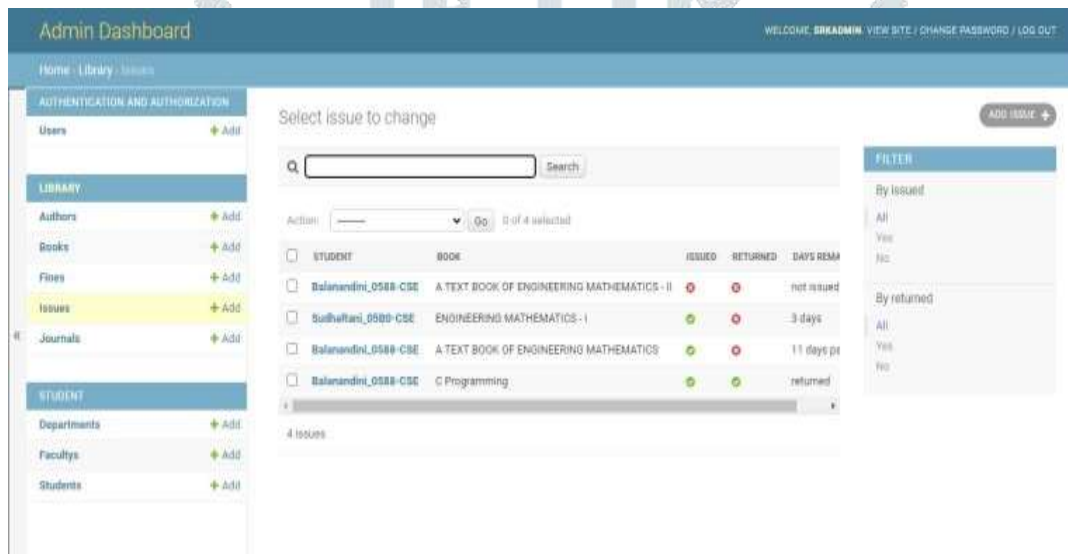 Admin Dashboard
WELCOME, SRKADMIN. VIEW SITE / CHANGE PASSWORD / LOG OUT
Home › Library › Issues
AUTHENTICATION AND AUTHORIZATION
Users + Add
LIBRARY
Authors + Add
Books + Add
Fines + Add
Issues + Add
Journals + Add
STUDENT
Departments + Add
Facultys + Add
Students + Add
«
Select issue to change
ADD ISSUE +
Search
Action: ------- Go 0 of 4 selected
STUDENT BOOK ISSUED RETURNED DAYS REMA
Balanandini_0588-CSE A TEXT BOOK OF ENGINEERING MATHEMATICS - II not issued
ENGINEERING MATHEMATICS - I 3 days
Balanandini_0588-CSE A TEXT BOOK OF ENGINEERING MATHEMATICS 11 days pa
Balanandini_0588-CSE C Programming returned
4 issues
FILTER
By issued
All
Yes
No
By returned
All
Yes
No